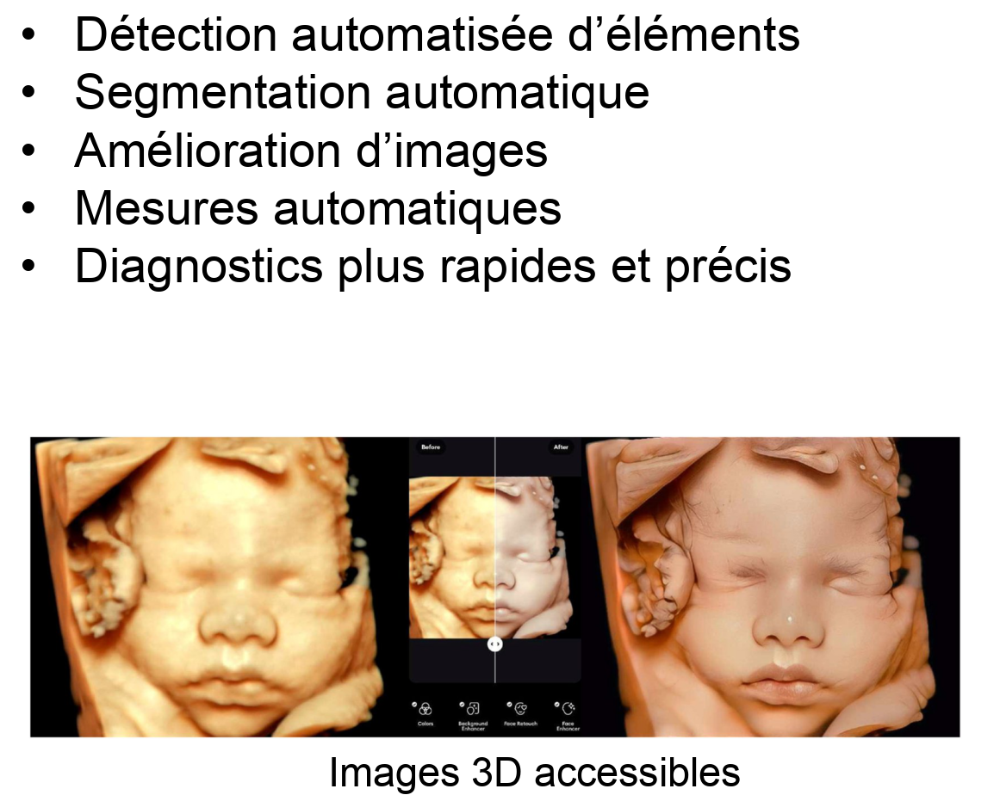 • Détection automatisée d’éléments
• Segmentation automatique
• Amélioration d’images
• Mesures automatiques
• Diagnostics plus rapides et précis
Before
After
Colors
Background
Enhancer
Face Retouch
Face
Enhancer
Images 3D accessibles